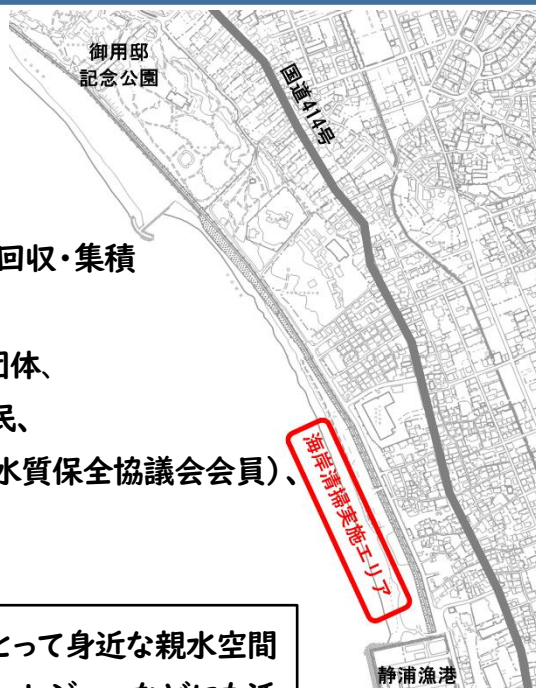 御用邸
記念公園
国道414号
回収・集積
団体、
民、
水質保全協議会会員)、
海岸清掃実施エリア
とって身近な親水空間
静浦漁港